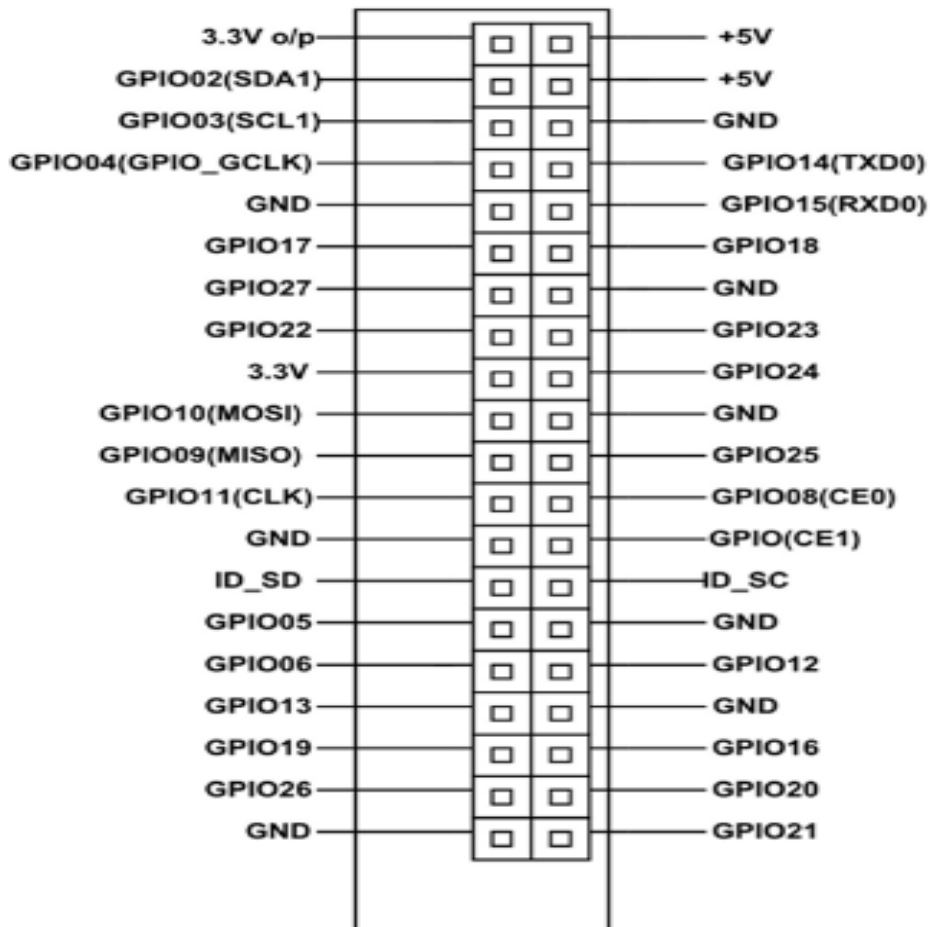 3.3V o/p +5V
GPIO02(SDA1) +5V
GPIO03(SCL1) GND
GPIO04(GPIO_GCLK) GPIO14(TXD0)
GND GPIO15(RXD0)
GPIO17 GPIO18
GPIO27 GND
GPIO22 GPIO23
3.3V GPIO24
GPIO10(MOSI) GND
GPIO09(MISO) GPIO25
GPIO11(CLK) GPIO08(CE0)
GND GPIO(CE1)
ID_SD ID_SC
GPIO05 GND
GPIO06 GPIO12
GPIO13 GND
GPIO19 GPIO16
GPIO26 GPIO20
GND GPIO21